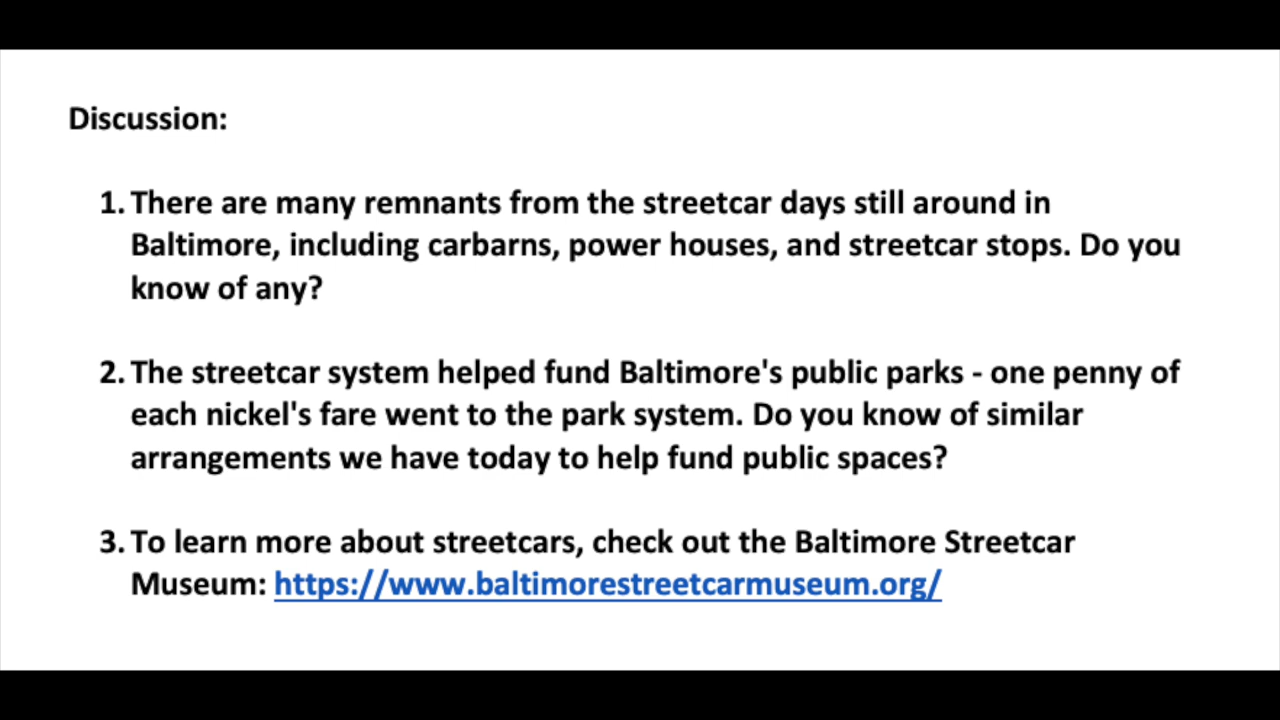 Discussion:
1. There are many remnants from the streetcar days still around in
Baltimore, including carbarns, power houses, and streetcar stops. Do you
know of any?
2. The streetcar system helped fund Baltimore's public parks - one penny of
each nickel's fare went to the park system. Do you know of similar
arrangements we have today to help fund public spaces?
3. To learn more about streetcars, check out the Baltimore Streetcar
Museum: https://www.baltimorestreetcarmuseum.org/